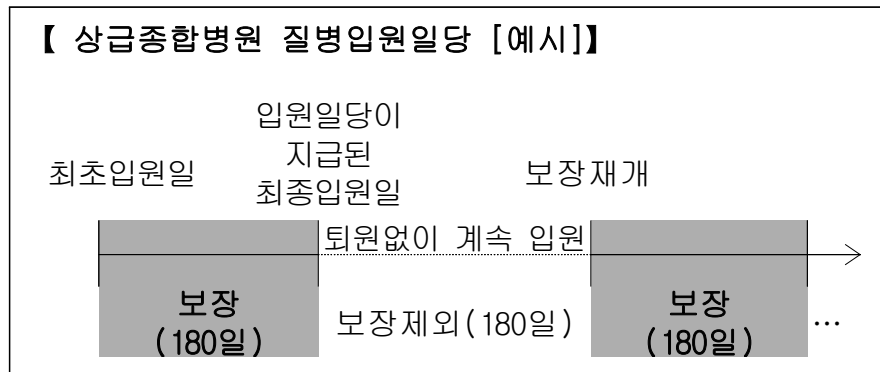 【 상급종합병원 질병입원일당 [예시]】
최초입원일
입원일당이
지급된
최종입원일
보장재개
퇴원없이 계속 입원
보장
(180일)
보장제외(180일)
보장
(180일)
…